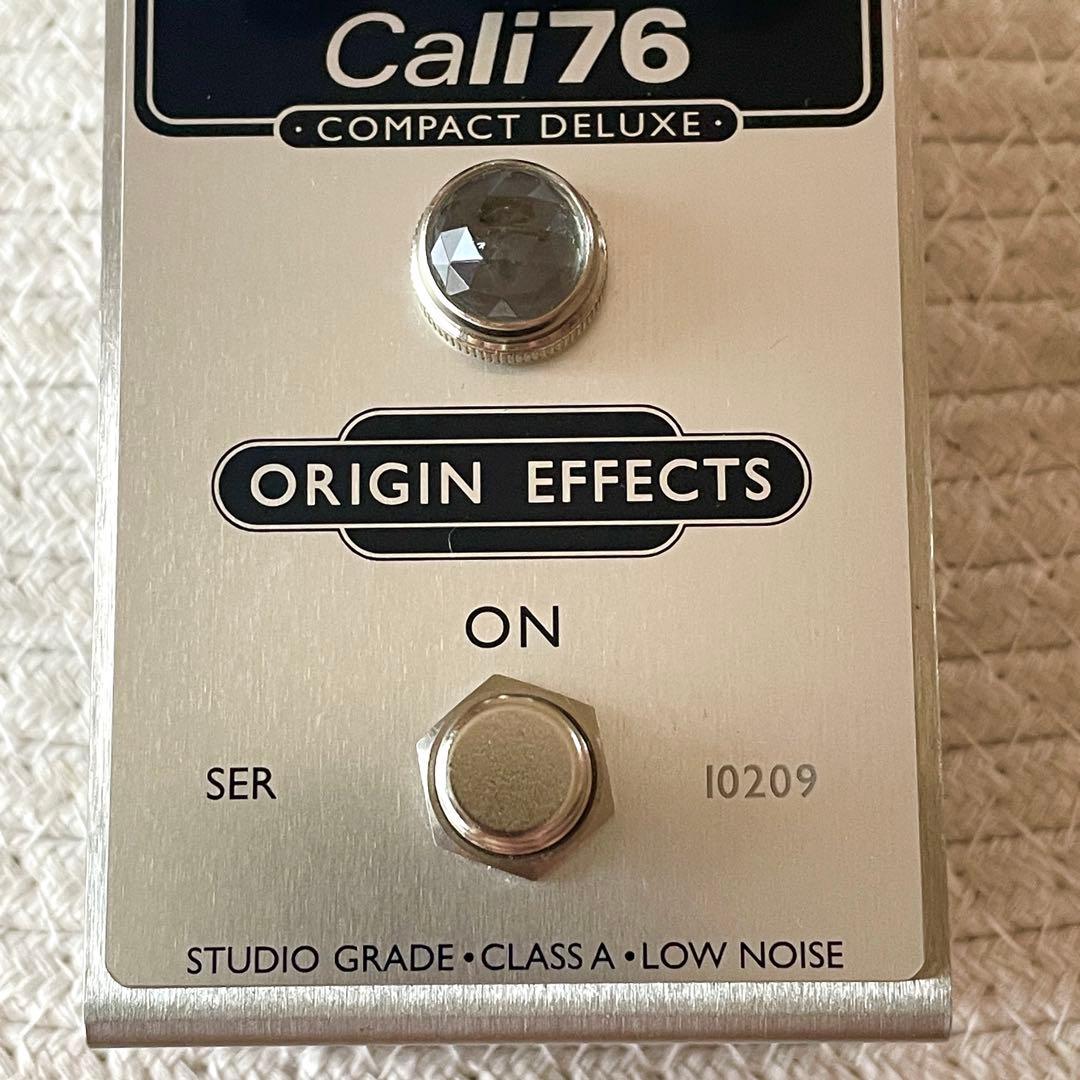 Cali76
• COMPACT DELUXE •
ORIGIN EFFECTS
ON
SER 10209
STUDIO GRADE • CLASS A • LOW NOISE